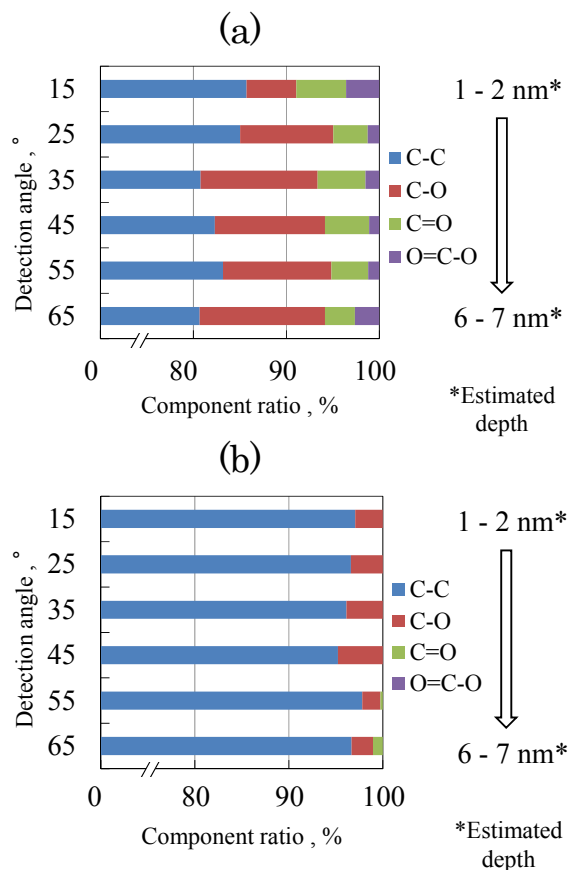 (a)
15
25
35
45
55
65
Detection angle , °
0
80
90
100
Component ratio , %
C-C
C-O
C=O
O=C-O
1 - 2 nm*
6 - 7 nm*
*Estimated
depth
(b)
15
25
35
45
55
65
Detection angle , °
0
80
90
100
Component ratio , %
C-C
C-O
C=O
O=C-O
1 - 2 nm*
6 - 7 nm*
*Estimated
depth